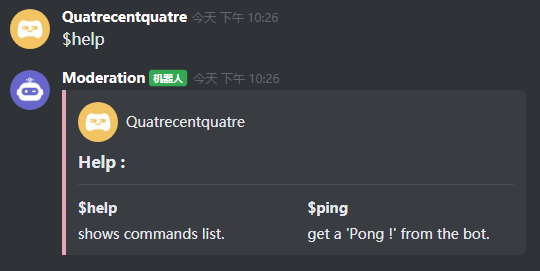 Quatrecentquatre 今天 下午 10:26
$help
Moderation 机器人 今天 下午 10:26
Quatrecentquatre
Help :
$help $ping
shows commands list. get a 'Pong !' from the bot.